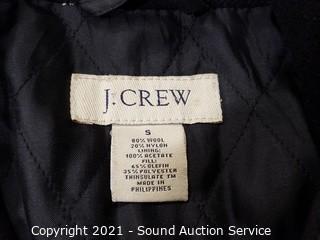 J. CREW
S
80% WOOL
20% NYLON
LINING:
100% ACETATE
FILL:
65% OLEFIN
35% POLYESTER
THINSULATE TM
MADE IN
PHILIPPINES
Copyright 2021 - Sound Auction Service